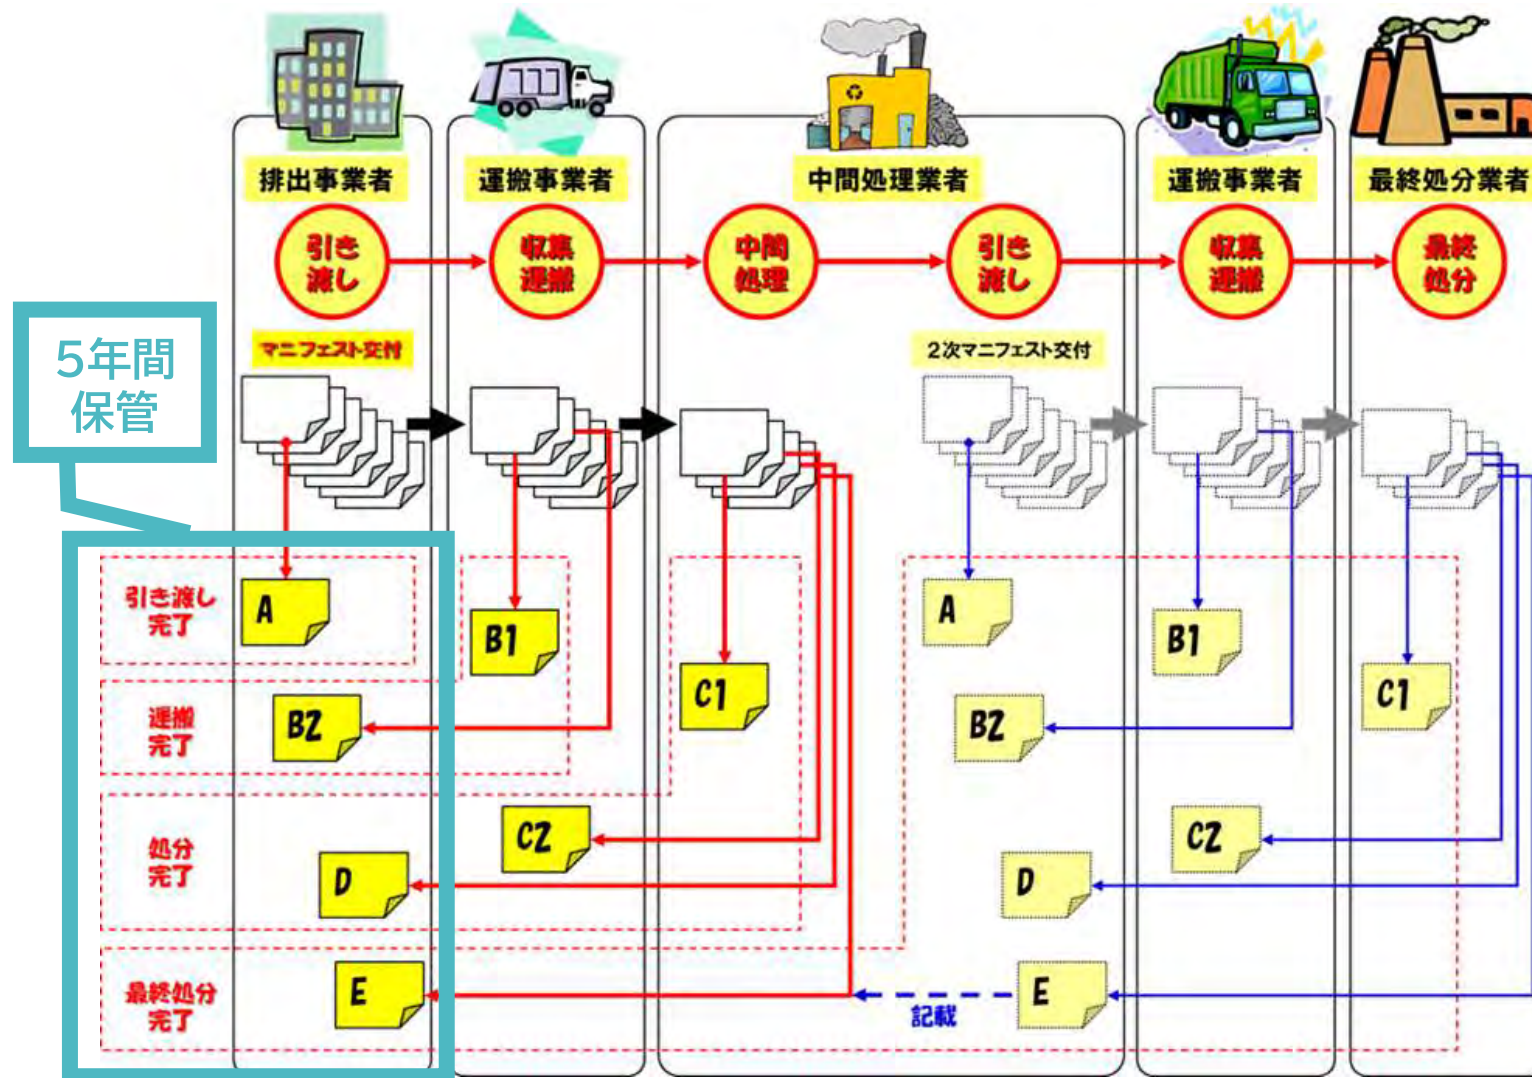 排出事業者
運搬事業者
中間処理業者
運搬事業者
最終処分業者
引き
渡し
収集
運搬
中間
処理
引き
渡し
収集
運搬
最終
処分
5年間
保管
マニフェスト交付
2次マニフェスト交付
引き渡し
完了
A
B1
C1
A
B1
C1
運搬
完了
B2
B2
処分
完了
C2
D
C2
D
最終処分
完了
E
E
記載